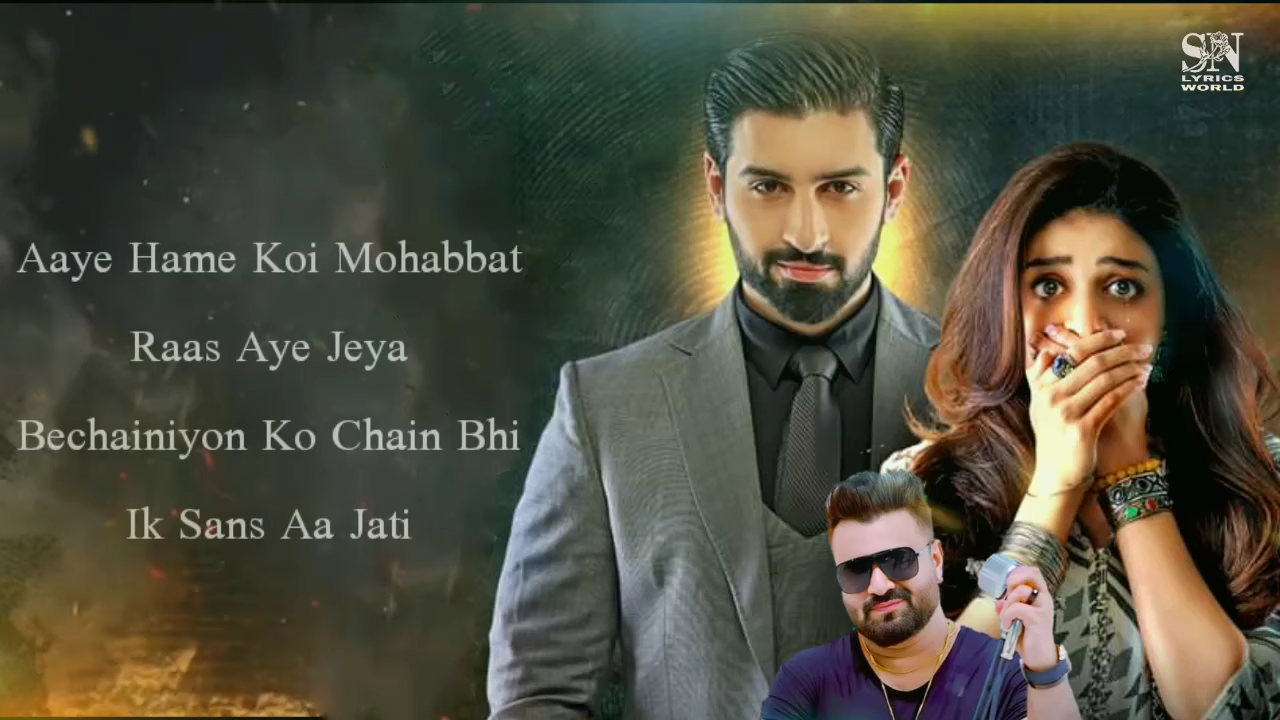 SN
LYRICS
WORLD
Aaye Hame Koi Mohabbat
Raas Aye Jeya
Bechainiyon Ko Chain Bhi
Ik Sans Aa Jati